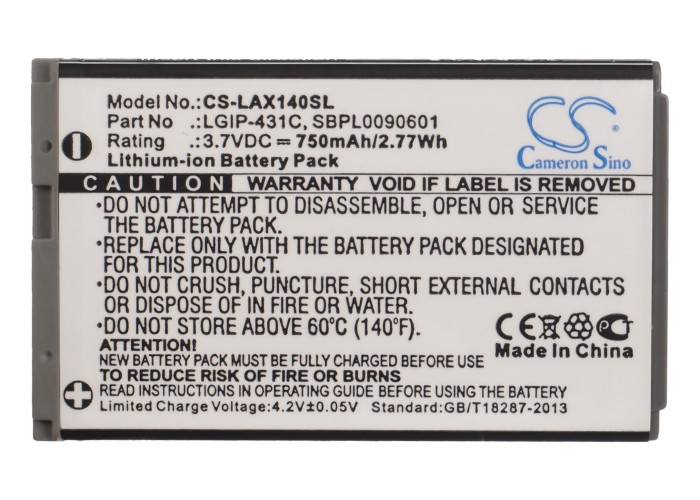 Model No.: CS-LAX140SL
Part No : LGIP-431C, SBPL0090601
Rating : 3.7VDC⎓750mAh/2.77Wh
Lithium-ion Battery Pack
CS
Cameron Sino
CAUTION WARRANTY VOID IF LABEL IS REMOVED
•DO NOT ATTEMPT TO DISASSEMBLE, OPEN OR SERVICE
THE BATTERY PACK.
•REPLACE ONLY WITH THE BATTERY PACK DESIGNATED
FOR THIS PRODUCT.
•DO NOT CRUSH, PUNCTURE, SHORT EXTERNAL CONTACTS
OR DISPOSE OF IN FIRE OR WATER.
•DO NOT STORE ABOVE 60℃ (140℉).
CE
Made In China
ATTENTION!
NEW BATTERY PACK MUST BE FULLY CHARGED BEFORE USE.
TO REDUCE RISK OF FIRE OR BURNS
READ INSTRUCTIONS IN OPERATING GUIDE BEFORE USING BATTERY
Limited Charge Voltage:4.2V±0.05V Standard:GB/T18287-2013